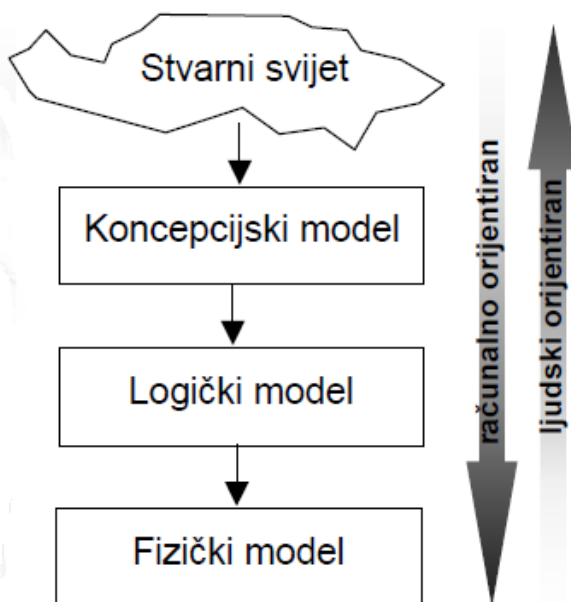 Stvarni svijet
Koncepcijski model
Logički model
Fizički model
računalno orijentiran
ljudski orijentiran